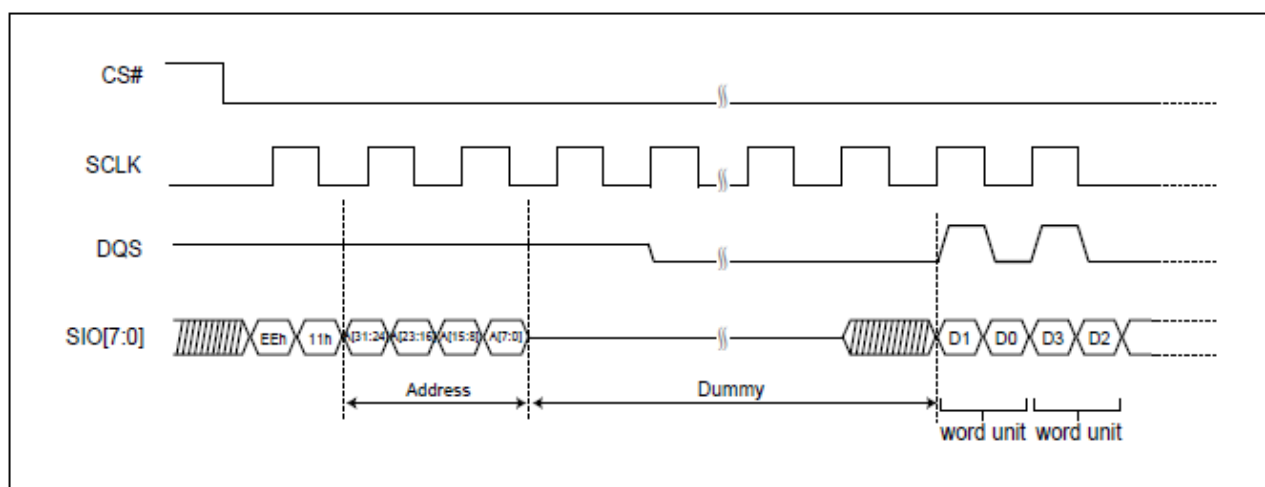 CS#
SCLK
DQS
SIO[7:0] EEh 11h A[31:24] A[23:16] A[15:8] A[7:0] D1 D0 D3 D2
Address Dummy
word unit word unit